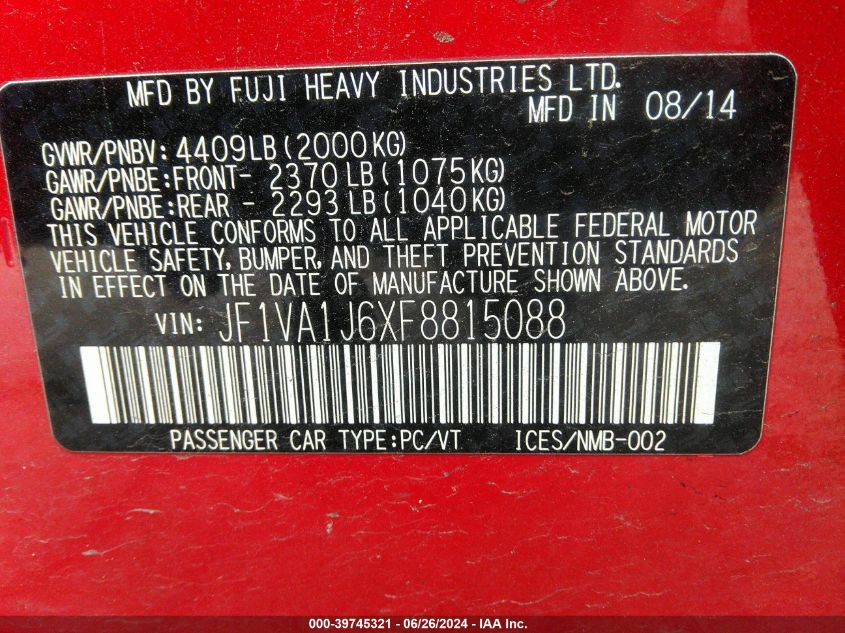 MFD BY FUJI HEAVY INDUSTRIES LTD.
MFD IN 08/14
GVWR/PNBV: 4409LB (2000KG)
GAWR/PNBE:FRONT- 2370 LB (1075KG)
GAWR/PNBE:REAR - 2293 LB (1040KG)
THIS VEHICLE CONFORMS TO ALL APPLICABLE FEDERAL MOTOR
VEHICLE SAFETY, BUMPER, AND THEFT PREVENTION STANDARDS
IN EFFECT ON THE DATE OF MANUFACTURE SHOWN ABOVE.
VIN: JF1VA1J6XF8815088
PASSENGER CAR TYPE:PC/VT ICES/NMB-002
000-39745321 - 06/26/2024 - IAA Inc.